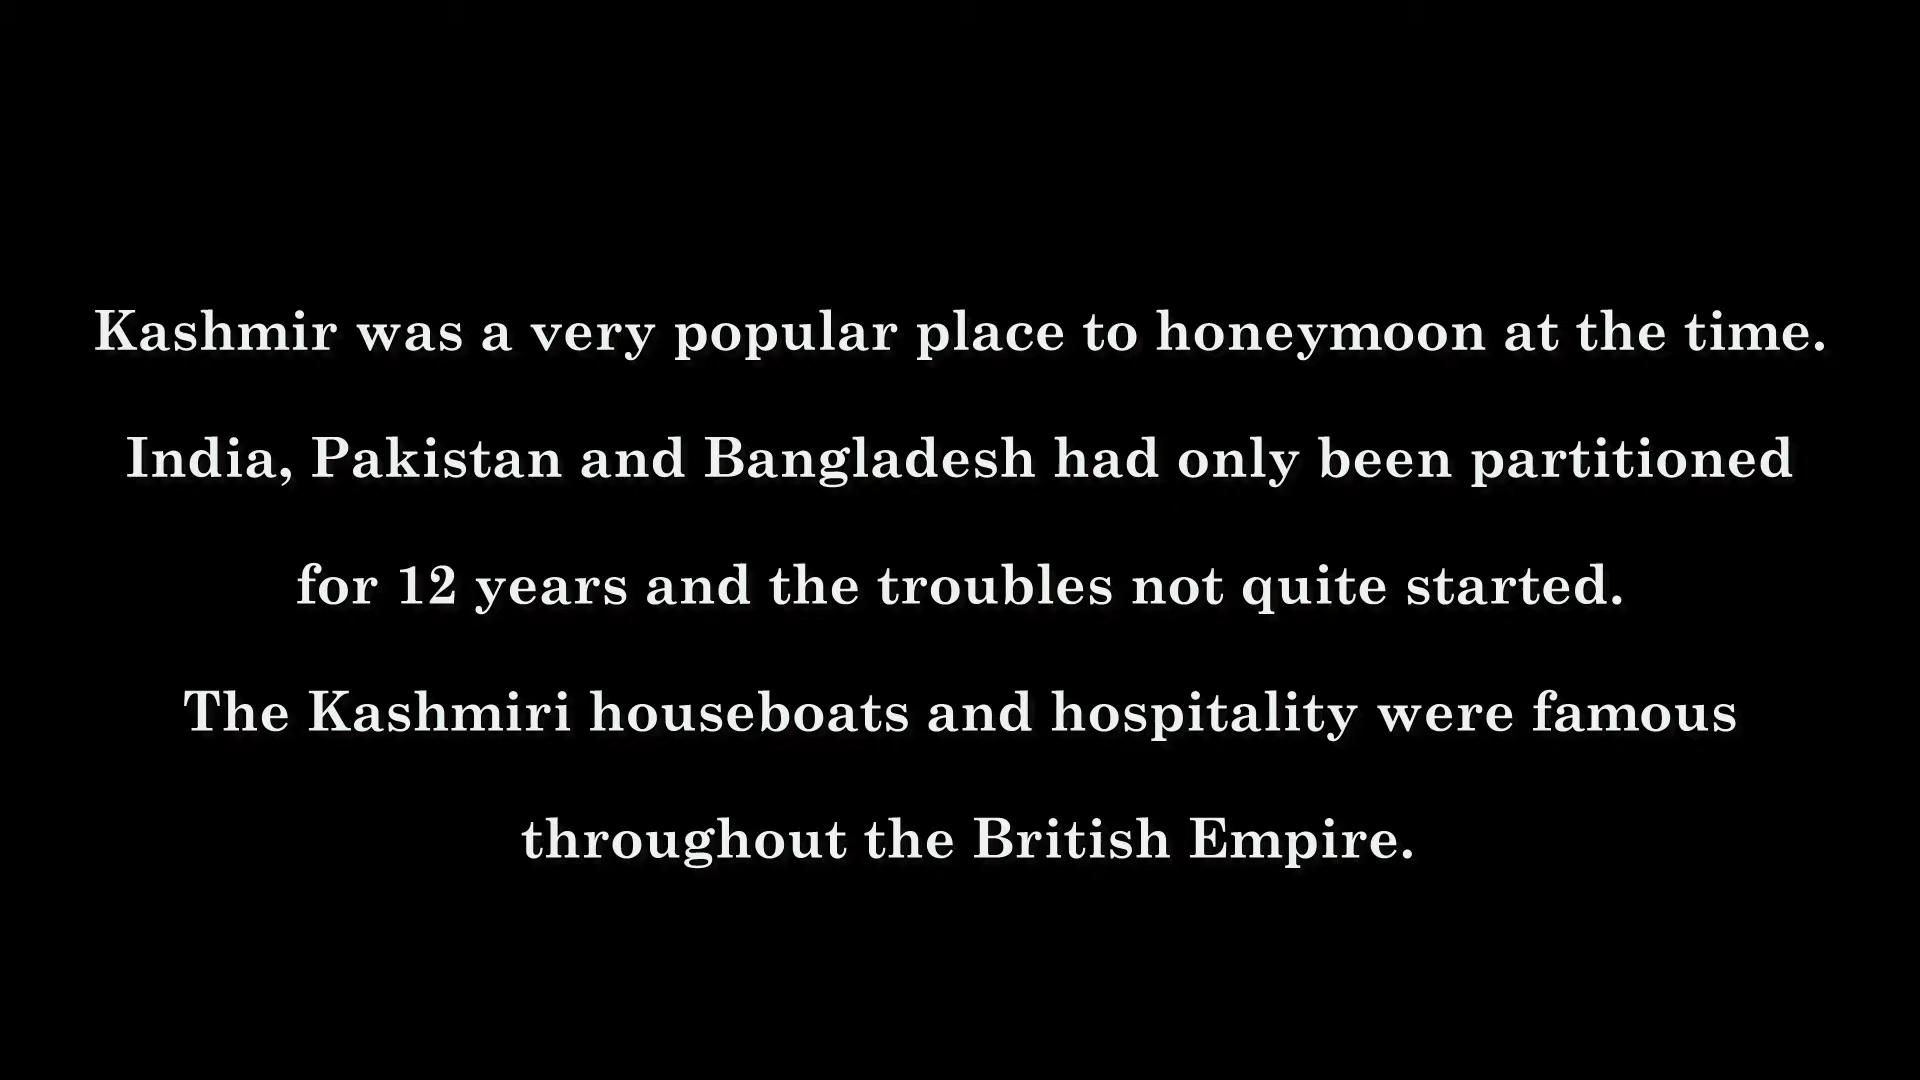 Kashmir was a very popular place to honeymoon at the time.
India, Pakistan and Bangladesh had only been partitioned
for 12 years and the troubles not quite started.
The Kashmiri houseboats and hospitality were famous
throughout the British Empire.